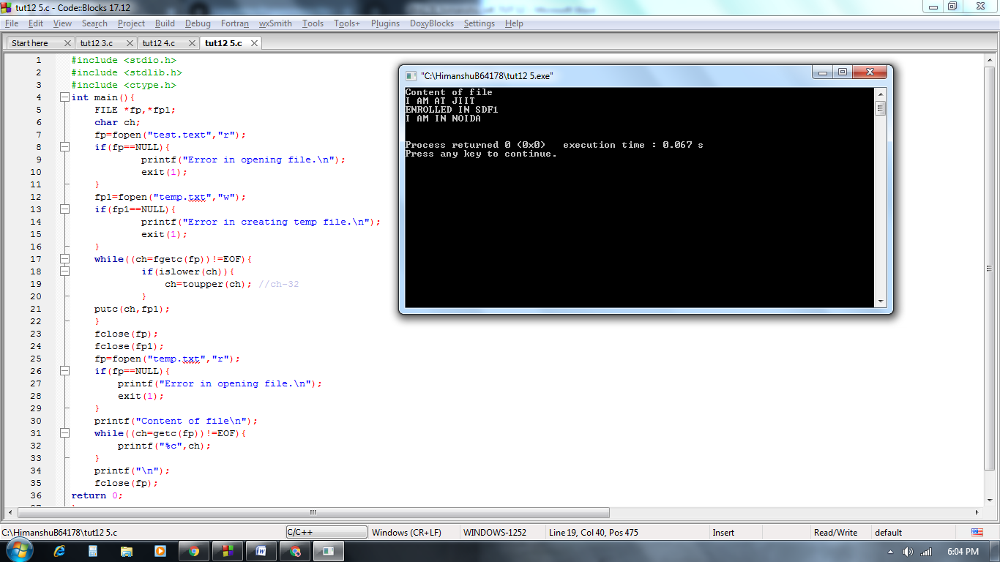 tut12 5.c - Code::Blocks 17.12
File Edit View Search Project Build Debug Fortran wxSmith Tools Tools+ Plugins DoxyBlocks Settings Help
Start here tut12 3.c tut12 4.c tut12 5.c
1 #include <stdio.h>
2 #include <stdlib.h>
3 #include <ctype.h>
4 int main(){
5 FILE *fp,*fp1;
6 char ch;
7 fp=fopen("test.text","r");
8 if(fp==NULL){
9 printf("Error in opening file.\n");
10 exit(1);
11 }
12 fp1=fopen("temp.txt","w");
13 if(fp1==NULL){
14 printf("Error in creating temp file.\n");
15 exit(1);
16 }
17 while((ch=fgetc(fp))!=EOF){
18 if(islower(ch)){
19 ch=toupper(ch); //ch-32
20 }
21 putc(ch,fp1);
22 }
23 fclose(fp);
24 fclose(fp1);
25 fp=fopen("temp.txt","r");
26 if(fp==NULL){
27 printf("Error in opening file.\n");
28 exit(1);
29 }
30 printf("Content of file\n");
31 while((ch=getc(fp))!=EOF){
32 printf("%c",ch);
33 }
34 printf("\n");
35 fclose(fp);
36 return 0;
"C:\HimanshuB64178\tut12 5.exe"
Content of file
I AM AT JIIT
ENROLLED IN SDF1
I AM IN NOIDA
Process returned 0 (0x0) execution time : 0.067 s
Press any key to continue.
C:\HimanshuB64178\tut12 5.c C/C++ Windows (CR+LF) WINDOWS-1252 Line 19, Col 40, Pos 475 Insert Read/Write default
6:04 PM